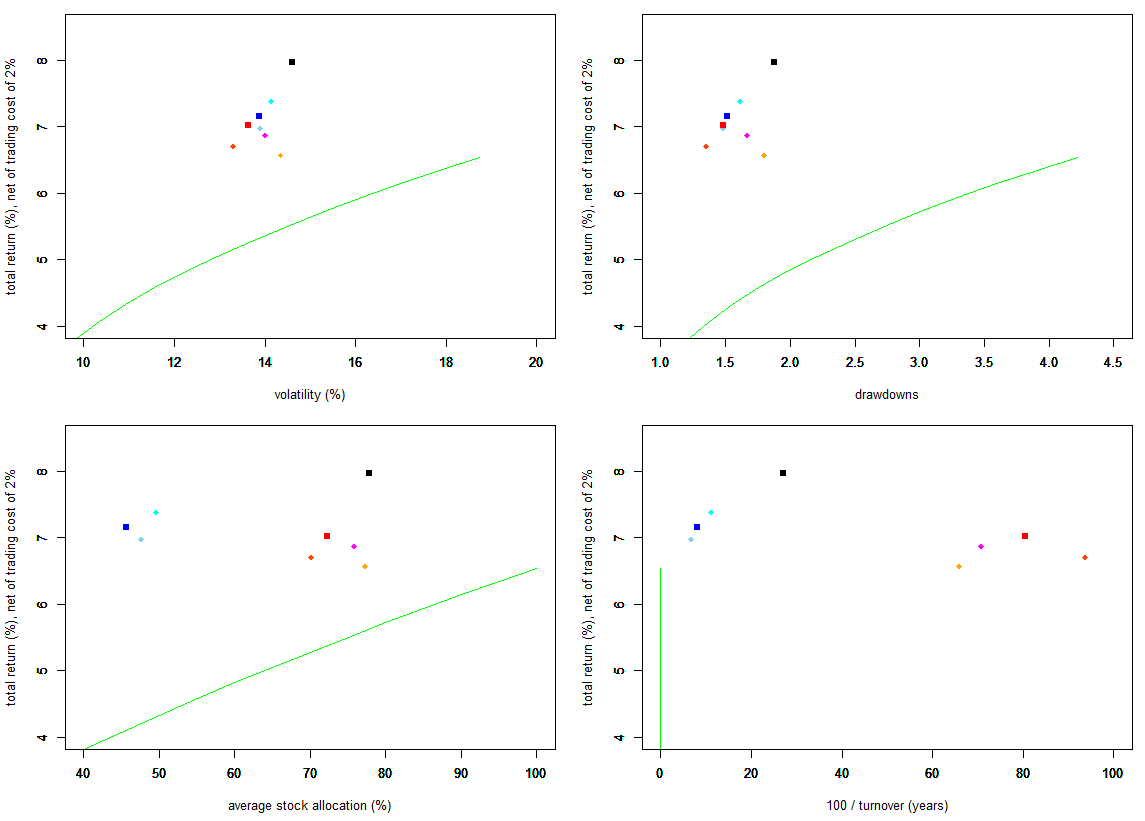 total return (%), net of trading cost of 2%
8
7
6
5
4
10 12 14 16 18 20
volatility (%)
total return (%), net of trading cost of 2%
8
7
6
5
4
1.0 1.5 2.0 2.5 3.0 3.5 4.0 4.5
drawdowns
total return (%), net of trading cost of 2%
8
7
6
5
4
40 50 60 70 80 90 100
average stock allocation (%)
total return (%), net of trading cost of 2%
8
7
6
5
4
0 20 40 60 80 100
100 / turnover (years)